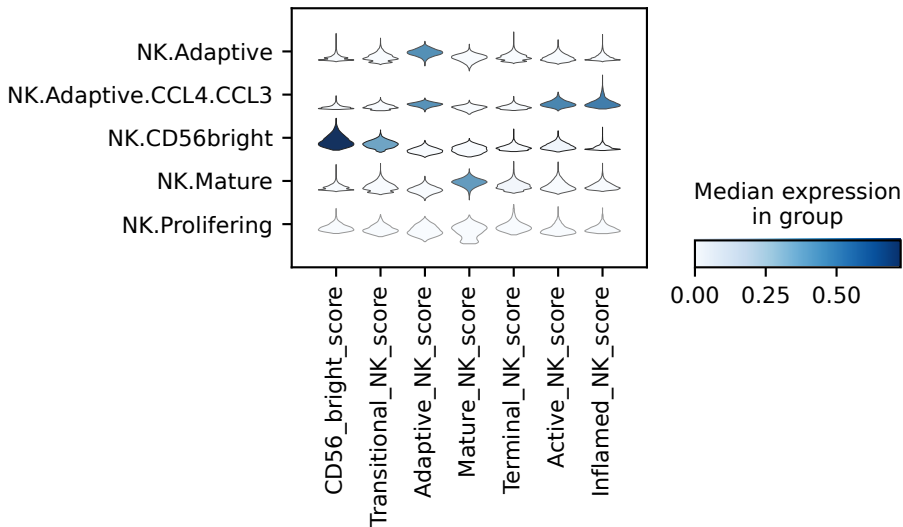 NK.Adaptive
NK.Adaptive.CCL4.CCL3
NK.CD56bright
NK.Mature
NK.Prolifering
CD56_bright_score
Transitional_NK_score
Adaptive_NK_score
Mature_NK_score
Terminal_NK_score
Active_NK_score
Inflamed_NK_score
Median expression
in group
0.00 0.25 0.50